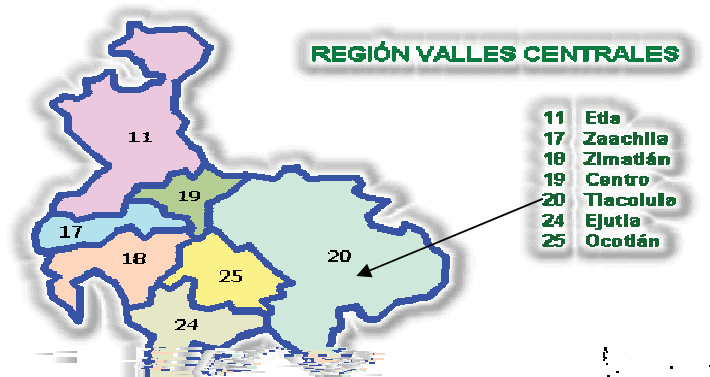 REGIÓN VALLES CENTRALES
11 Etla
17 Zaachila
18 Zimatlán
19 Centro
20 Tlacolula
24 Ejutla
25 Ocotlán
11
19
17
18
20
25
24